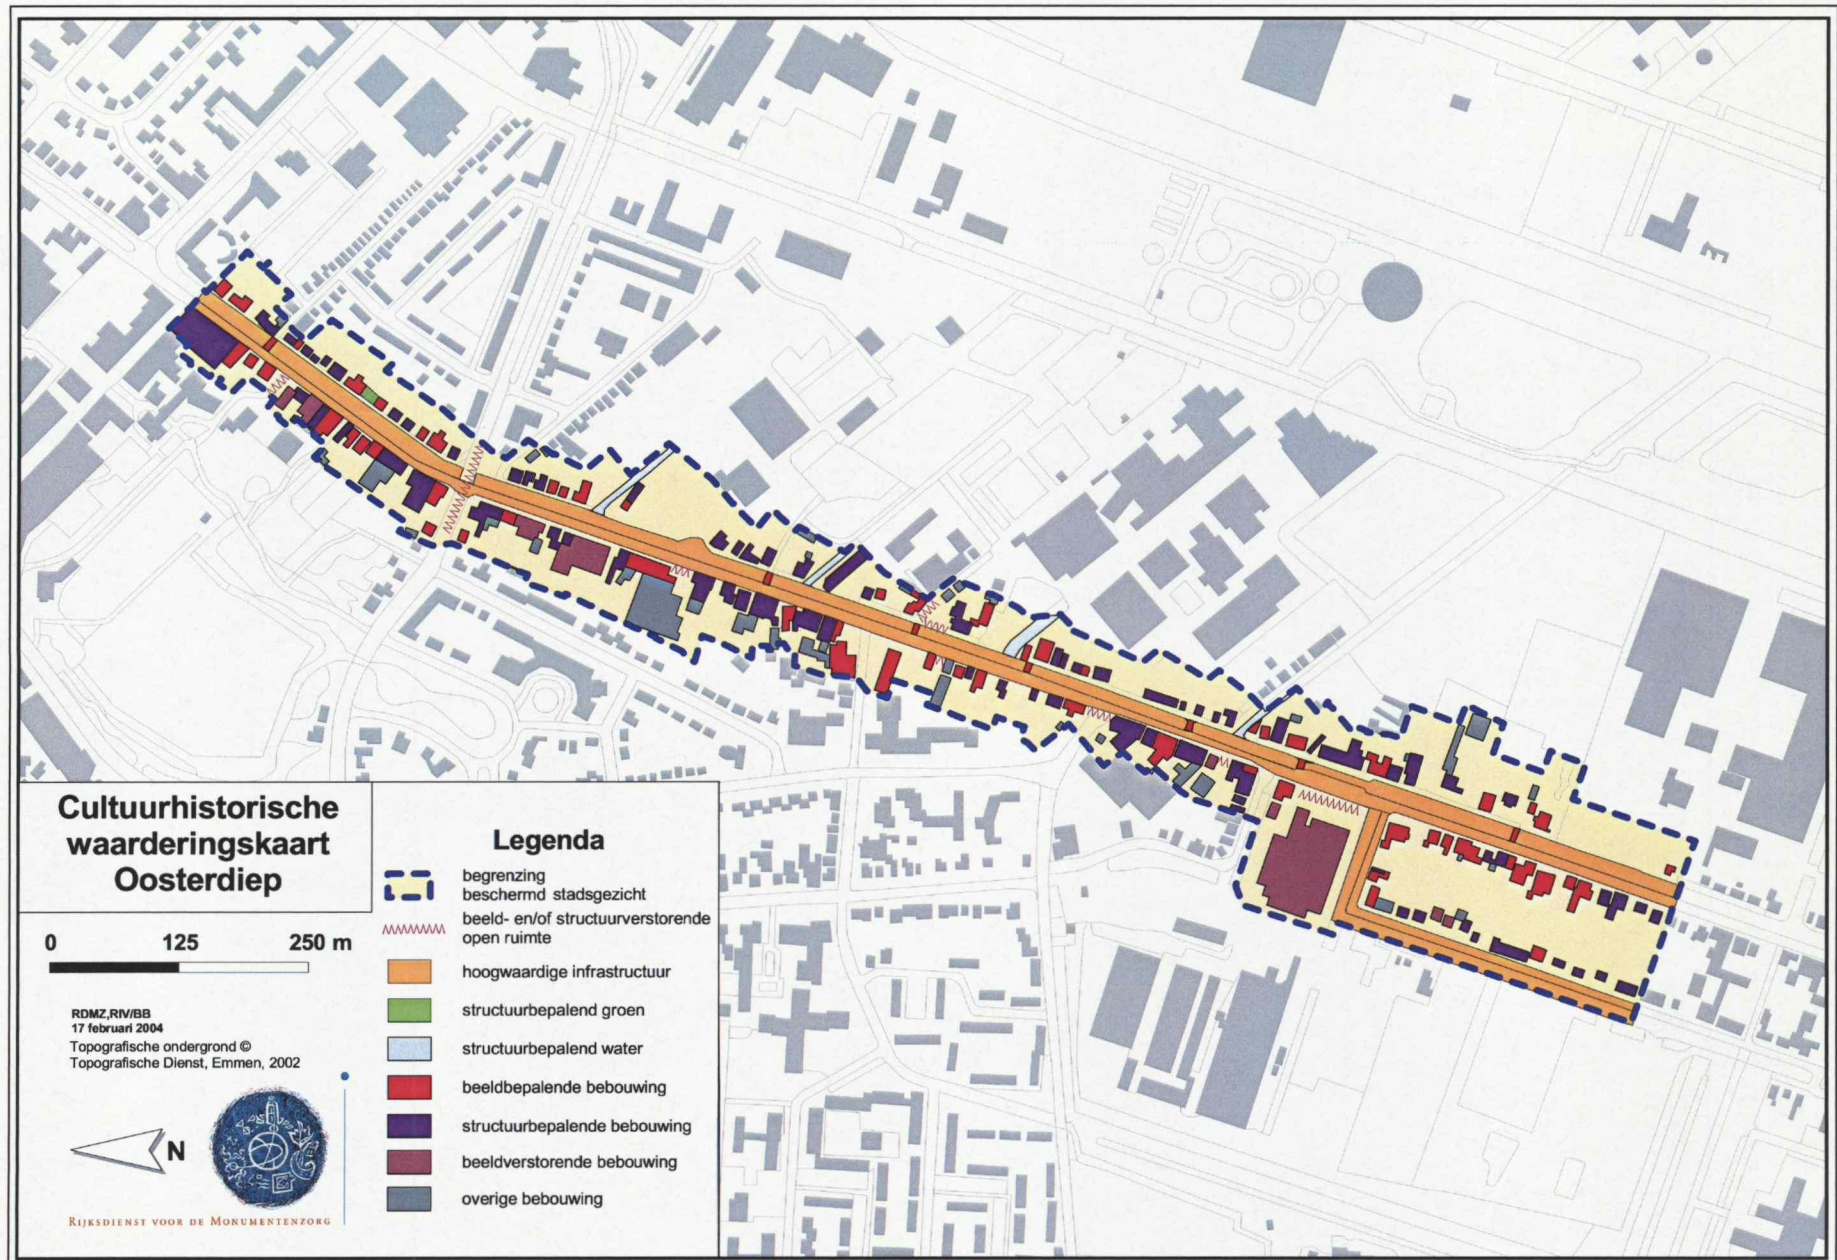 Cultuurhistorische
waarderingskaart
Oosterdiep
0 125 250 m
RDMZ,RIV/BB
17 februari 2004
Topografische ondergrond ©
Topografische Dienst, Emmen, 2002
N
RIJKSDIENST VOOR DE MONUMENTENZORG
Legenda
begrenzing
beschermd stadsgezicht
beeld- en/of structuurverstorende
open ruimte
hoogwaardige infrastructuur
structuurbepalend groen
structuurbepalend water
beeldbepalende bebouwing
structuurbepalende bebouwing
beeldverstorende bebouwing
overige bebouwing